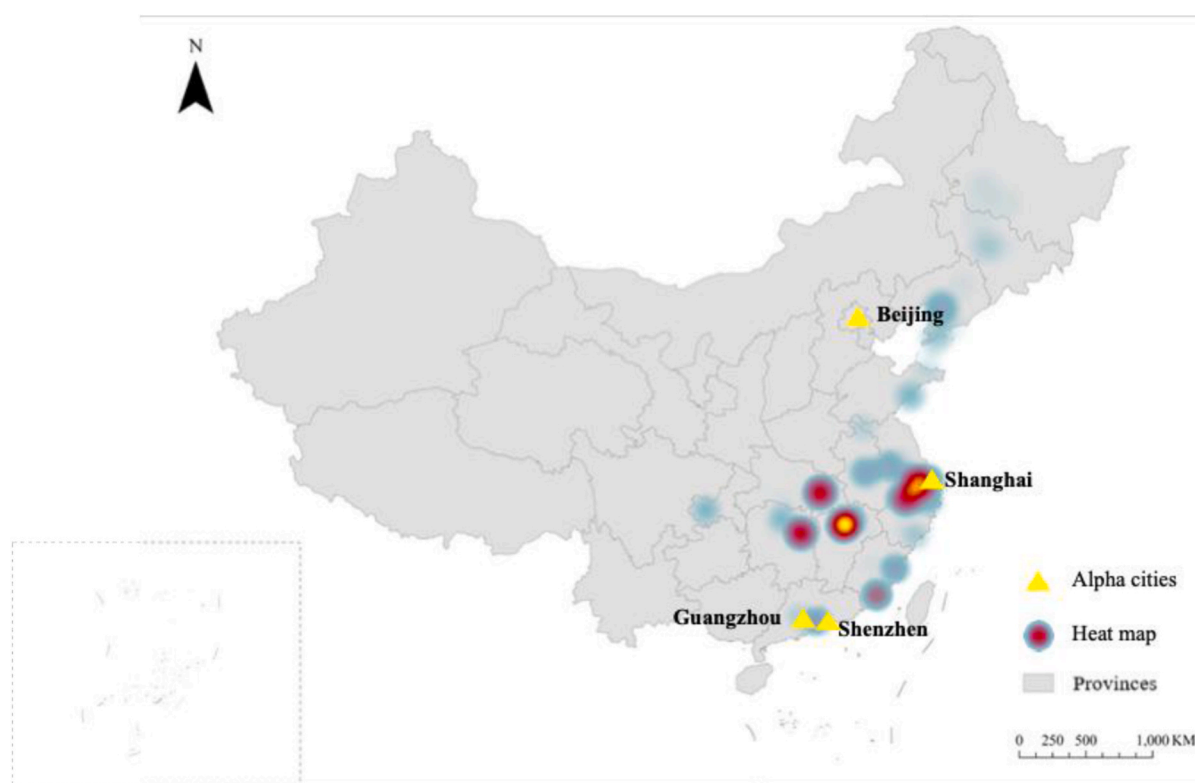 N
Beijing
Shanghai
Guangzhou
Shenzhen
Alpha cities
Heat map
Provinces
0 250 500 1,000 KM